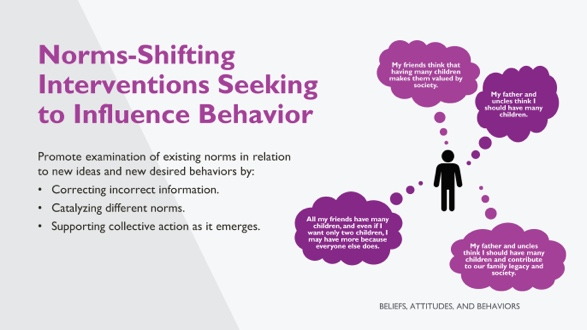 Norms-Shifting
Interventions Seeking
to Influence Behavior
Promote examination of existing norms in relation
to new ideas and new desired behaviors by:
• Correcting incorrect information.
• Catalyzing different norms.
• Supporting collective action as it emerges.
My friends think that
having many children
makes them valued by
society.
My father and
uncles think I
should have many
children.
All my friends have many
children, and even if I
want only two children, I
may have more because
everyone else does.
My father and uncles
think I should have many
children and contribute
to our family legacy and
society.
BELIEFS, ATTITUDES, AND BEHAVIORS